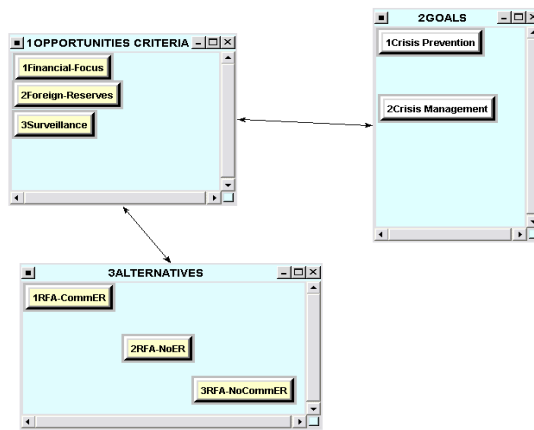 1OPPORTUNITIES CRITERIA
1Financial-Focus
2Foreign-Reserves
3Surveillance
2GOALS
1Crisis Prevention
2Crisis Management
3ALTERNATIVES
1RFA-CommER
2RFA-NoER
3RFA-NoCommER